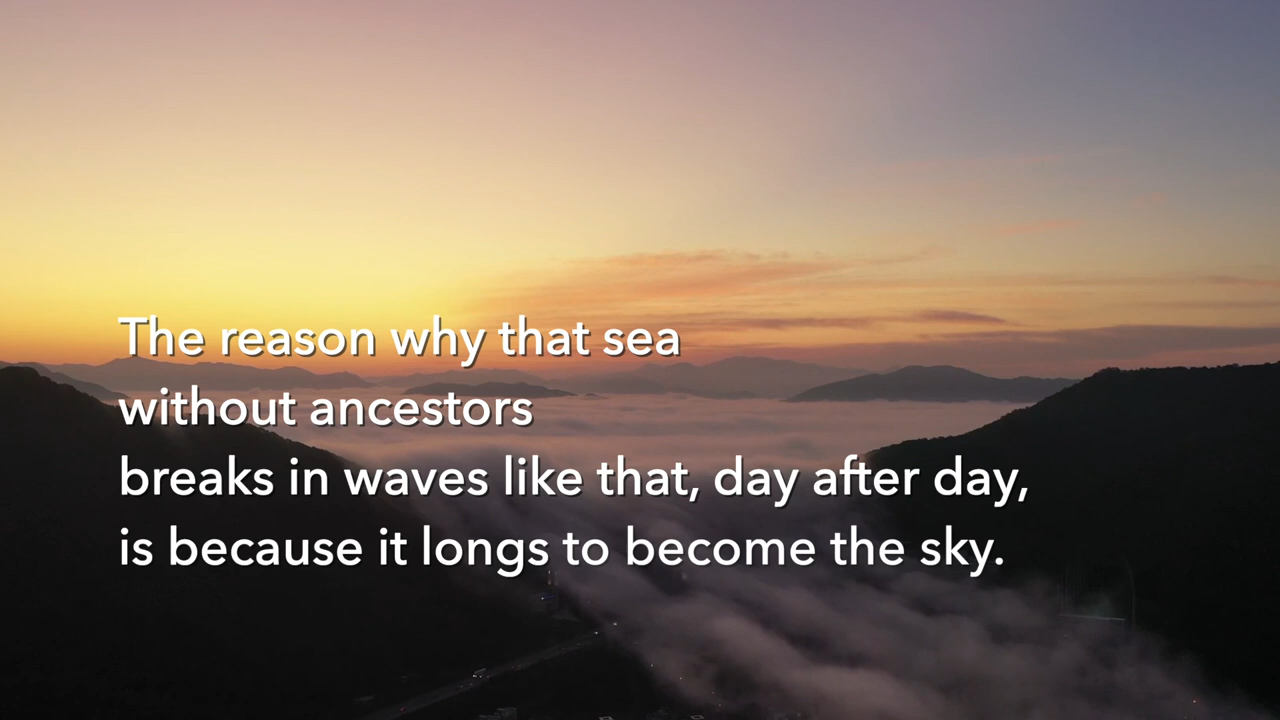 The reason why that sea
without ancestors
breaks in waves like that, day after day,
is because it longs to become the sky.